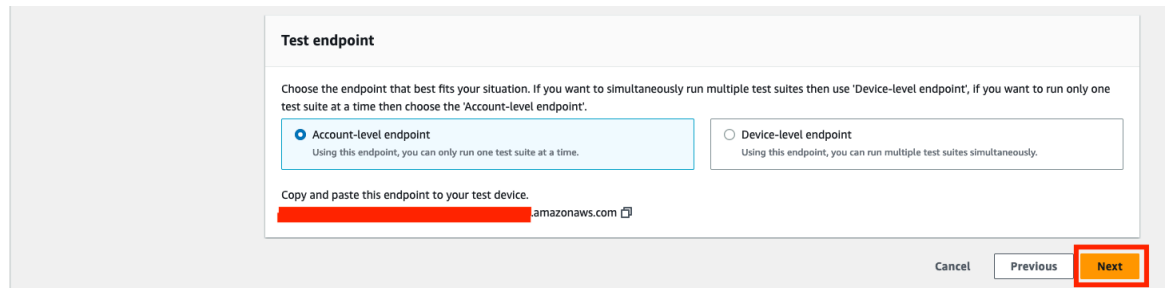 Test endpoint
Choose the endpoint that best fits your situation. If you want to simultaneously run multiple test suites then use 'Device-level endpoint', if you want to run only one
test suite at a time then choose the 'Account-level endpoint'.
Account-level endpoint
Using this endpoint, you can only run one test suite at a time.
Device-level endpoint
Using this endpoint, you can run multiple test suites simultaneously.
Copy and paste this endpoint to your test device.
.amazonaws.com
Cancel
Previous
Next